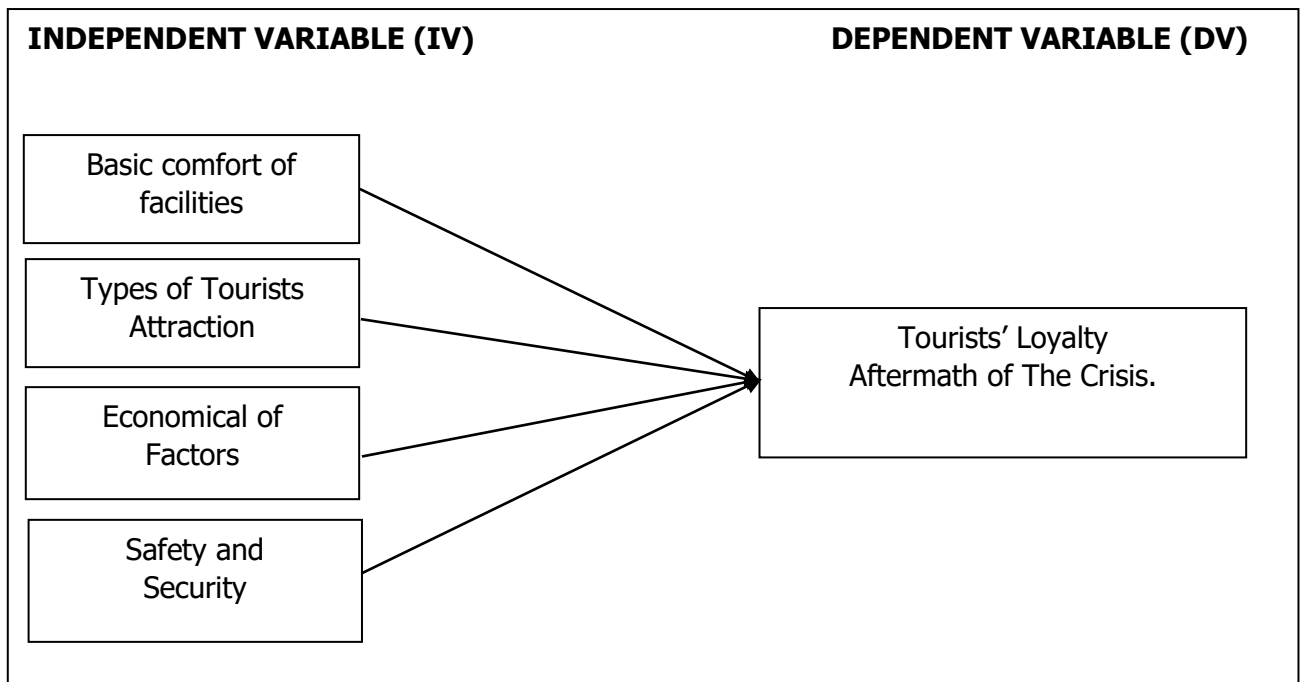 INDEPENDENT VARIABLE (IV)
DEPENDENT VARIABLE (DV)
Basic comfort of
facilities
Types of Tourists
Attraction
Economical of
Factors
Safety and
Security
Tourists’ Loyalty
Aftermath of The Crisis.